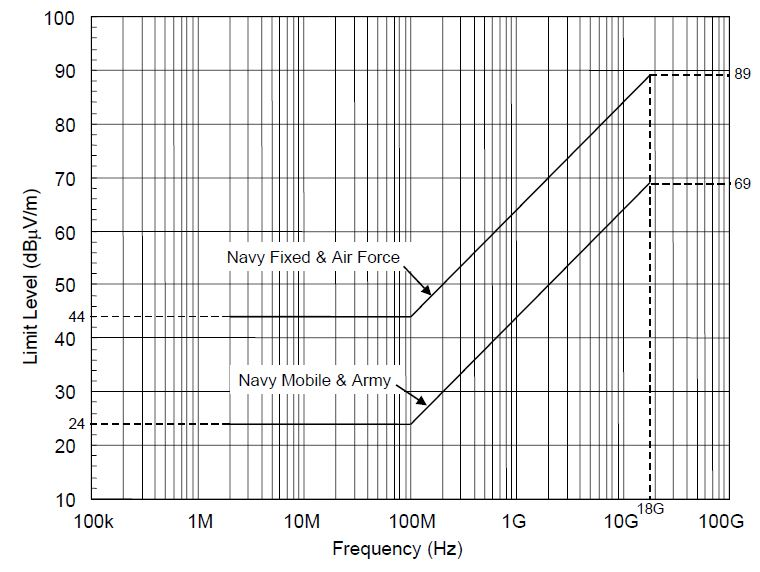 100
90
89
80
70
69
60
Navy Fixed & Air Force
50
44
40
Navy Mobile & Army
30
24
20
10
100k 1M 10M 100M 1G 10G 18G 100G
Limit Level (dBμV/m)
Frequency (Hz)